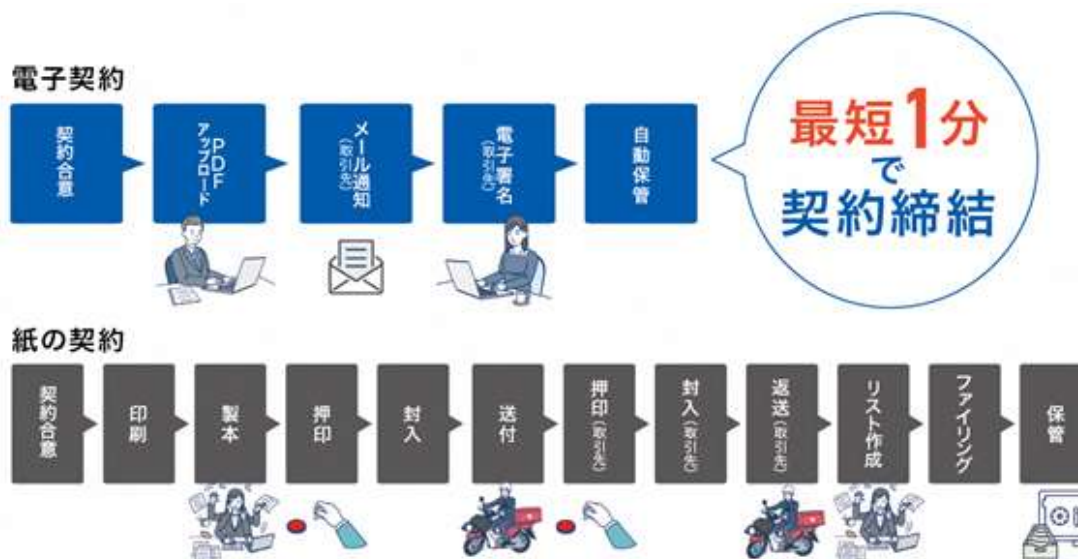 電子契約
契約合意
PDF
アップロード
メール通知
(取引先)
電子署名
(取引先)
自動保管
最短1分
で
契約締結
紙の契約
契約合意
印刷
製本
押印
封入
送付
押印(取引先)
封入(取引先)
返送(取引先)
リスト作成
ファイリング
保管